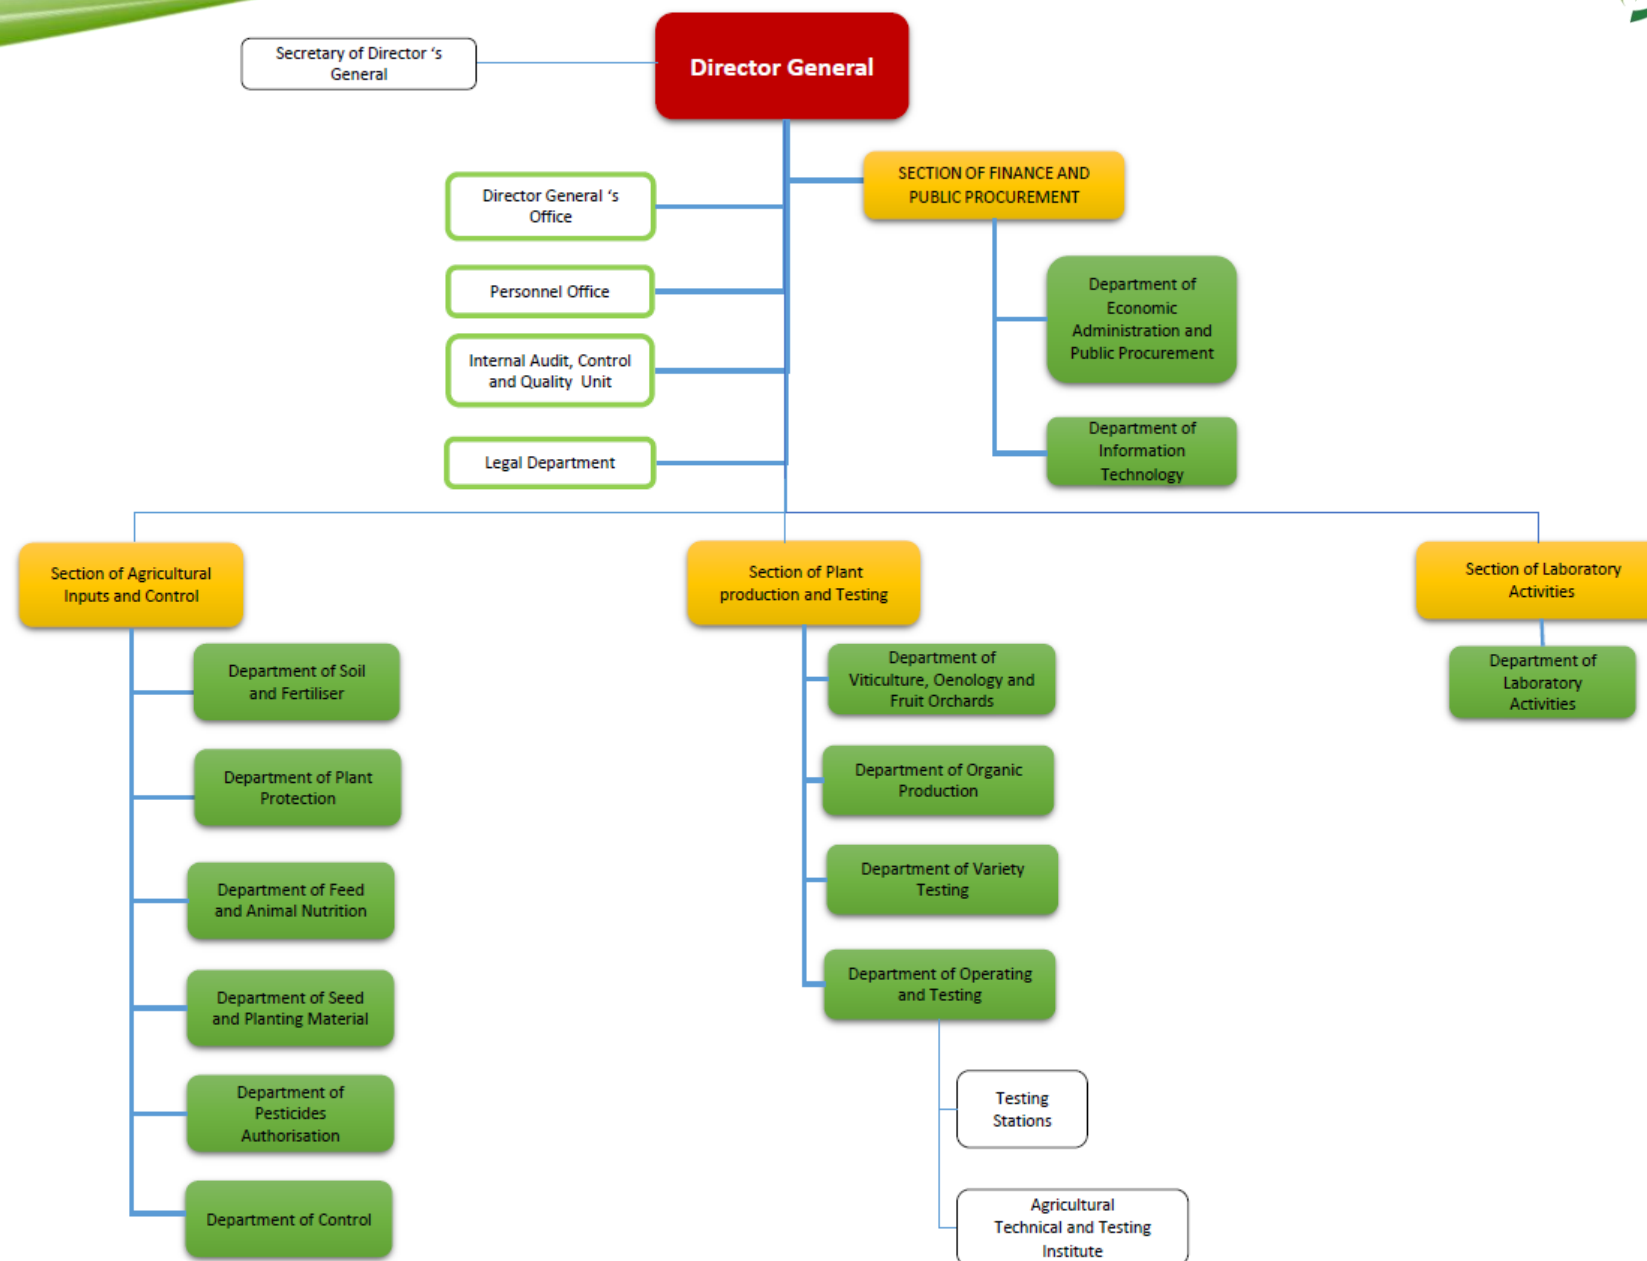 Secretary of Director ‘s
General
Director General
SECTION OF FINANCE AND
PUBLIC PROCUREMENT
Director General ‘s
Office
Personnel Office
Internal Audit, Control
and Quality Unit
Legal Department
Department of
Economic
Administration and
Public Procurement
Department of
Information
Technology
Section of Agricultural
Inputs and Control
Department of Soil
and Fertiliser
Department of Plant
Protection
Department of Feed
and Animal Nutrition
Department of Seed
and Planting Material
Department of
Pesticides
Authorisation
Department of Control
Section of Plant
production and Testing
Department of
Viticulture, Oenology and
Fruit Orchards
Department of Organic
Production
Department of Variety
Testing
Department of Operating
and Testing
Testing
Stations
Agricultural
Technical and Testing
Institute
Section of Laboratory
Activities
Department of
Laboratory
Activities